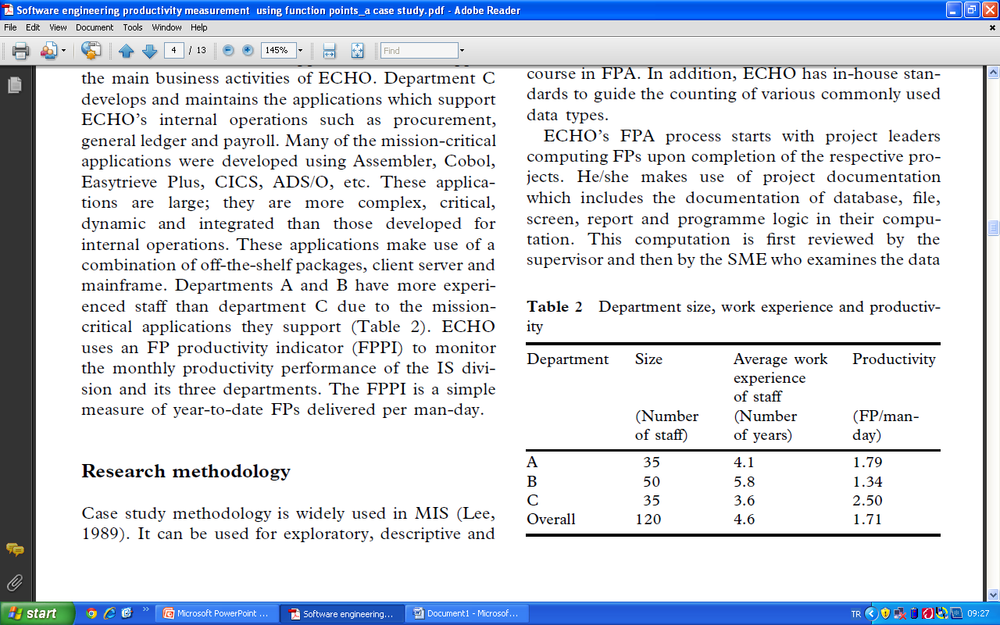 Software engineering productivity measurement  using function points_a case study.pdf - Adobe Reader
File Edit View Document Tools Window Help
4 / 13 145% Find
the main business activities of ECHO. Department C
develops and maintains the applications which support
ECHO's internal operations such as procurement,
general ledger and payroll. Many of the mission-critical
applications were developed using Assembler, Cobol,
Easytrieve Plus, CICS, ADS/O, etc. These applica-
tions are large; they are more complex, critical,
dynamic and integrated than those developed for
internal operations. These applications make use of a
combination of off-the-shelf packages, client server and
mainframe. Departments A and B have more experi-
enced staff than department C due to the mission-
critical applications they support (Table 2). ECHO
uses an FP productivity indicator (FPPI) to monitor
the monthly productivity performance of the IS divi-
sion and its three departments. The FPPI is a simple
measure of year-to-date FPs delivered per man-day.
Research methodology
Case study methodology is widely used in MIS (Lee,
1989). It can be used for exploratory, descriptive and
course in FPA. In addition, ECHO has in-house stan-
dards to guide the counting of various commonly used
data types.
ECHO's FPA process starts with project leaders
computing FPs upon completion of the respective pro-
jects. He/she makes use of project documentation
which includes the documentation of database, file,
screen, report and programme logic in their compu-
tation. This computation is first reviewed by the
supervisor and then by the SME who examines the data
Table 2 Department size, work experience and productiv-
ity
Department Size Average work Productivity
experience
of staff
(Number (Number (FP/man-
of staff) of years) day)
A 35 4.1 1.79
B 50 5.8 1.34
C 35 3.6 2.50
Overall 120 4.6 1.71
start Microsoft PowerPoint ... Software engineering... Document1 - Microsof... TR 09:27